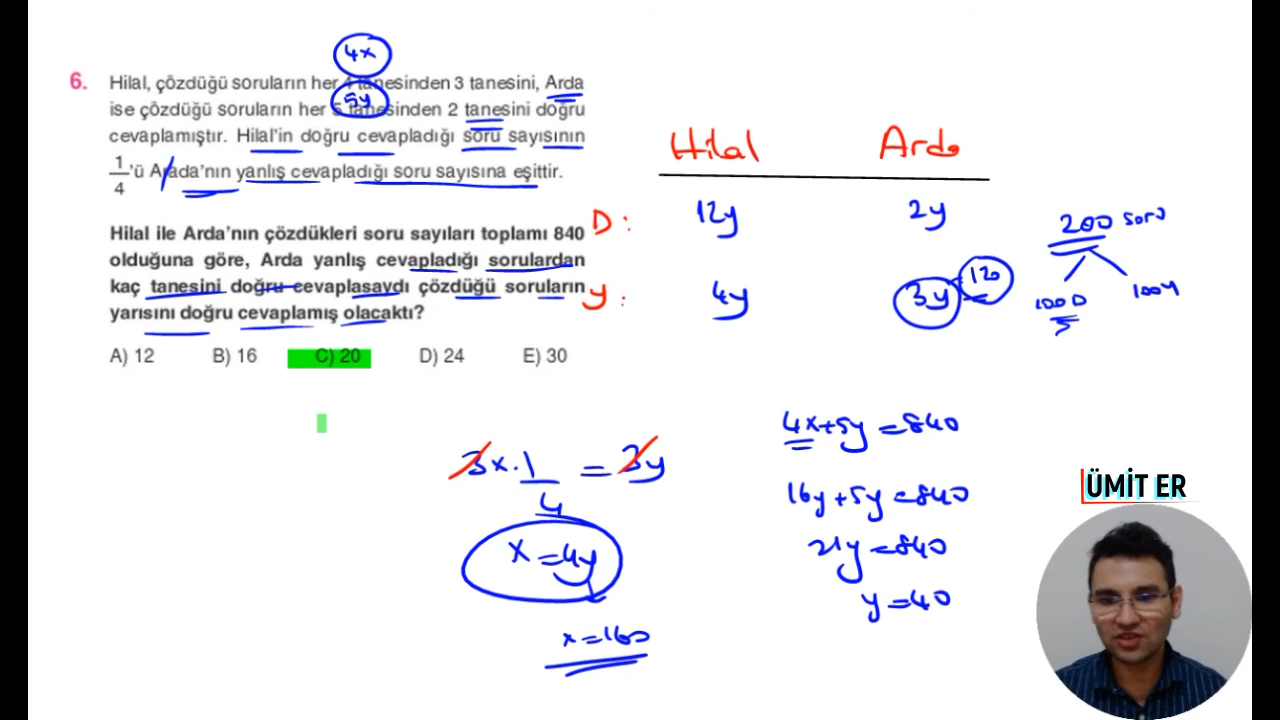 4x
6. Hilal, çözdüğü soruların her 4 tanesinden 3 tanesini, Arda
5y
ise çözdüğü soruların her 5 tanesinden 2 tanesini doğru
cevaplamıştır. Hilal'in doğru cevapladığı soru sayısının
1/4'ü Arada'nın yanlış cevapladığı soru sayısına eşittir.
Hilal ile Arda'nın çözdükleri soru sayıları toplamı 840
olduğuna göre, Arda yanlış cevapladığı sorulardan
kaç tanesini doğru cevaplasaydı çözdüğü soruların
yarısını doğru cevaplamış olacaktı?
A) 12 B) 16 C) 20 D) 24 E) 30
Hilal Arda
D: 12y 2y
Y: 4y 3y 120
200 soru
100D 100Y
3x · 1/4 = 3y
x = 4y
x = 160
4x+5y = 840
16y+5y = 840
21y = 840
y = 40
ÜMİT ER